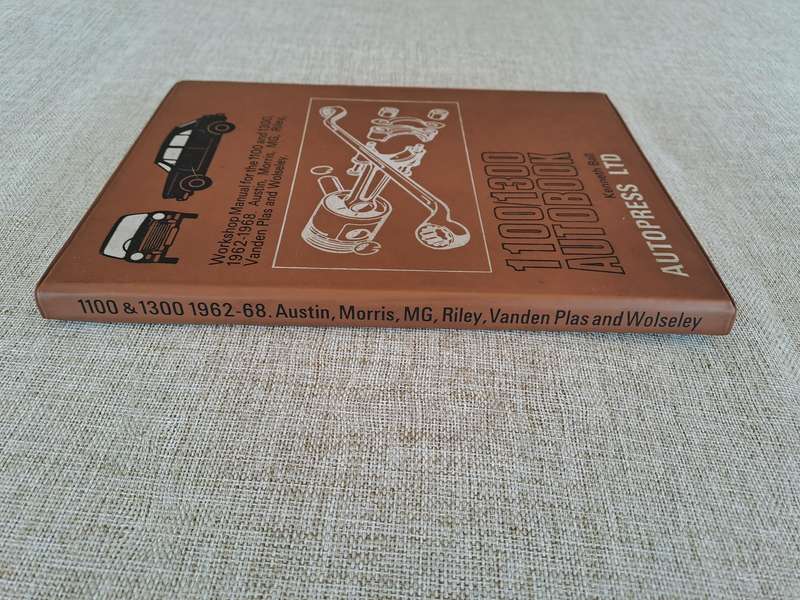 1100/1300
AUTOBOOK
Kenneth Ball
AUTOPRESS LTD
Workshop Manual for the 1100 and 1300,
1962-1968. Austin, Morris, MG, Riley,
Vanden Plas and Wolseley.
1100 & 1300 1962-68. Austin, Morris, MG, Riley, Vanden Plas and Wolseley